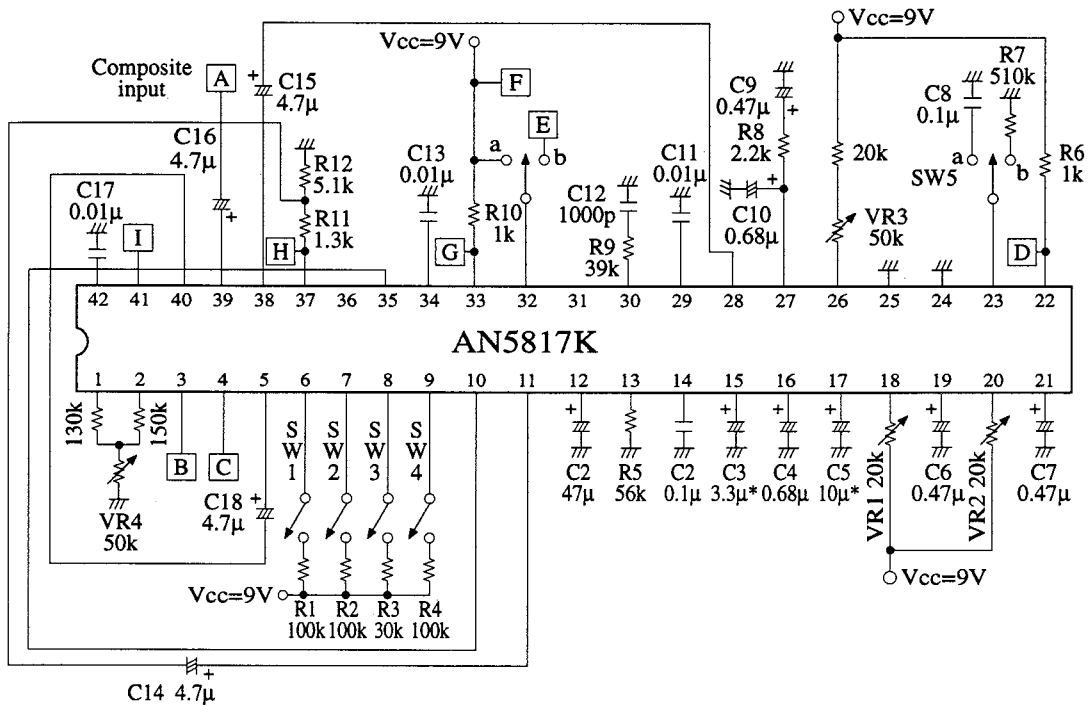 Vcc=9V
Composite
input
A
+
C15
4.7μ
C16
4.7μ
+
C17
0.01μ
I
R12
5.1k
R11
1.3k
H
Vcc=9V
F
E
a
b
C13
0.01μ
R10
1k
G
C12
1000p
R9
39k
C11
0.01μ
C9
0.47μ
+
R8
2.2k
+
C10
0.68μ
Vcc=9V
20k
VR3
50k
C8
0.1μ
R7
510k
a
SW5
b
R6
1k
D
42 41 40 39 38 37 36 35 34 33 32 31 30 29 28 27 26 25 24 23 22
AN5817K
1 2 3 4 5 6 7 8 9 10 11 12 13 14 15 16 17 18 19 20 21
130k
150k
VR4
50k
B
C
C18
4.7μ
+
SW1
SW2
SW3
SW4
Vcc=9V
R1
100k
R2
100k
R3
30k
R4
100k
+
C2
47μ
R5
56k
C2
0.1μ
+
C3
3.3μ*
+
C4
0.68μ
+
C5
10μ*
VR1 20k
+
C6
0.47μ
VR2 20k
+
C7
0.47μ
Vcc=9V
+
C14 4.7μ